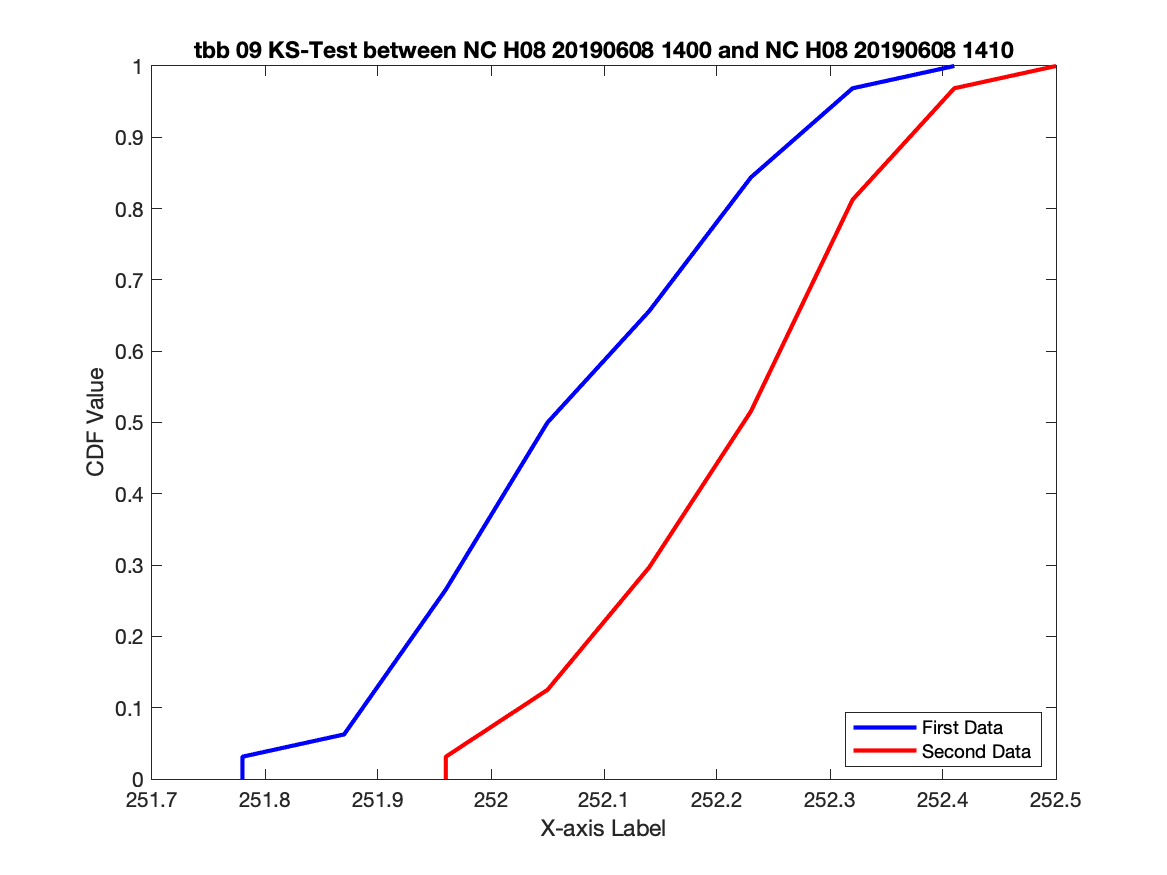 tbb 09 KS-Test between NC H08 20190608 1400 and NC H08 20190608 1410
1
0.9
0.8
0.7
0.6
0.5
0.4
0.3
0.2
0.1
0
CDF Value
First Data
Second Data
251.7 251.8 251.9 252 252.1 252.2 252.3 252.4 252.5
X-axis Label